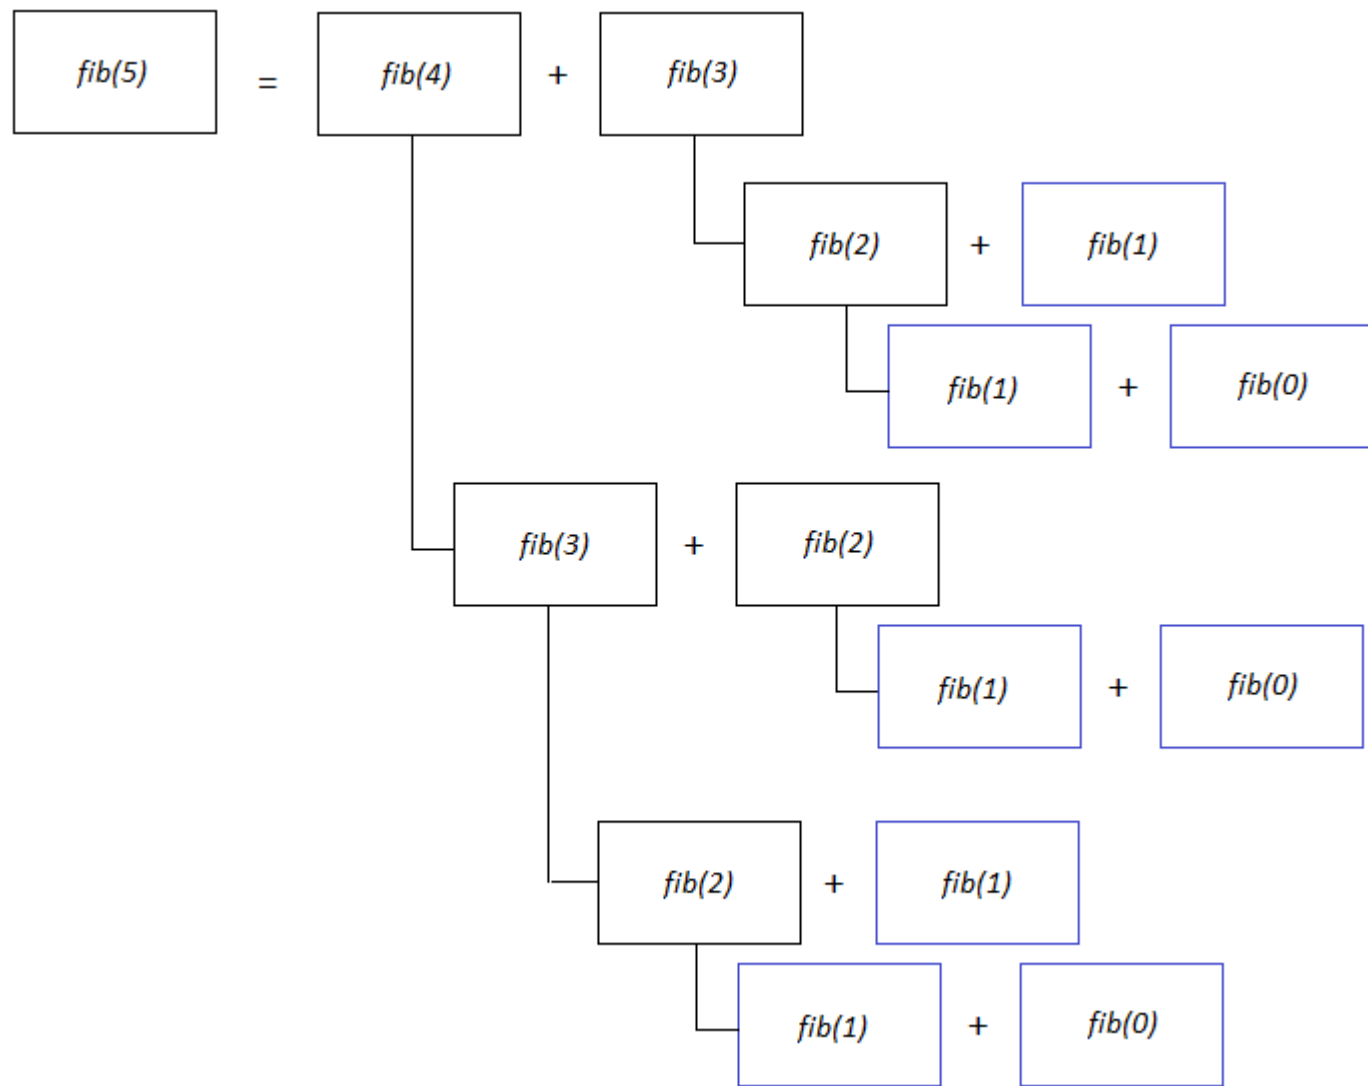 fib(5) = fib(4) + fib(3)
fib(2) + fib(1)
fib(1) + fib(0)
fib(3) + fib(2)
fib(1) + fib(0)
fib(2) + fib(1)
fib(1) + fib(0)